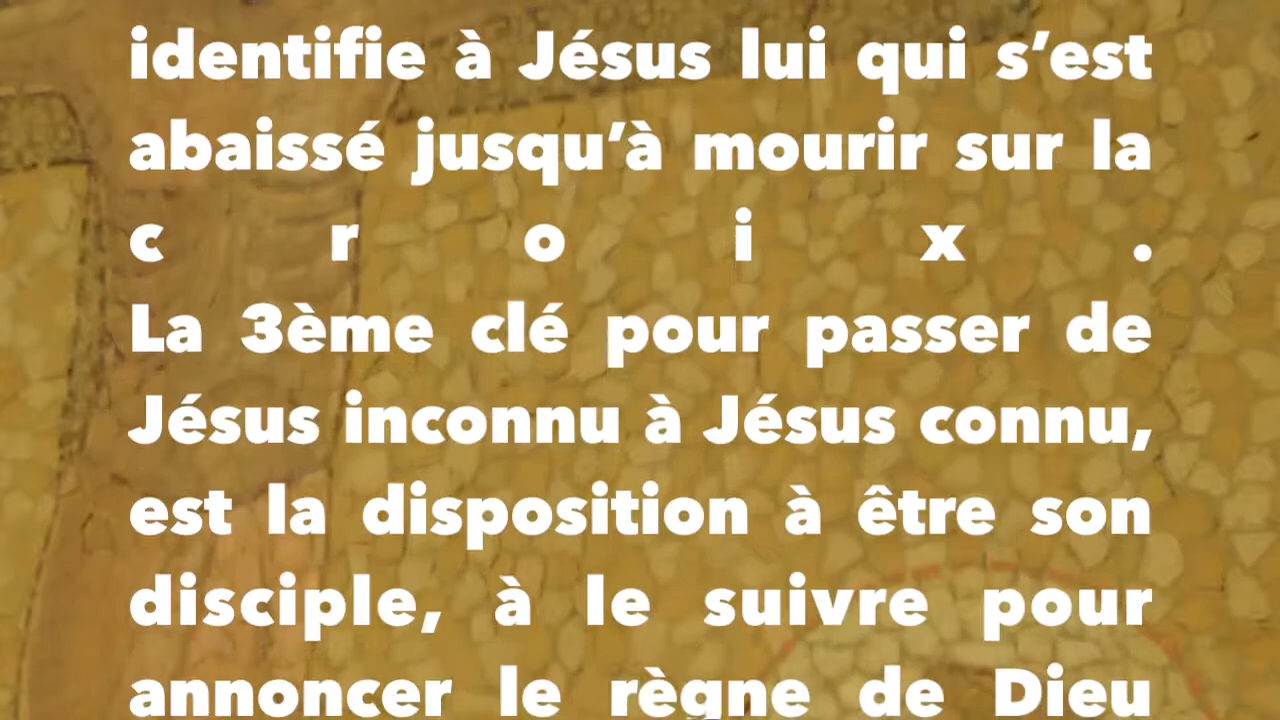 identifie à Jésus lui qui s’est
abaissé jusqu’à mourir sur la
croix.
La 3ème clé pour passer de
Jésus inconnu à Jésus connu,
est la disposition à être son
disciple, à le suivre pour
annoncer le règne de Dieu